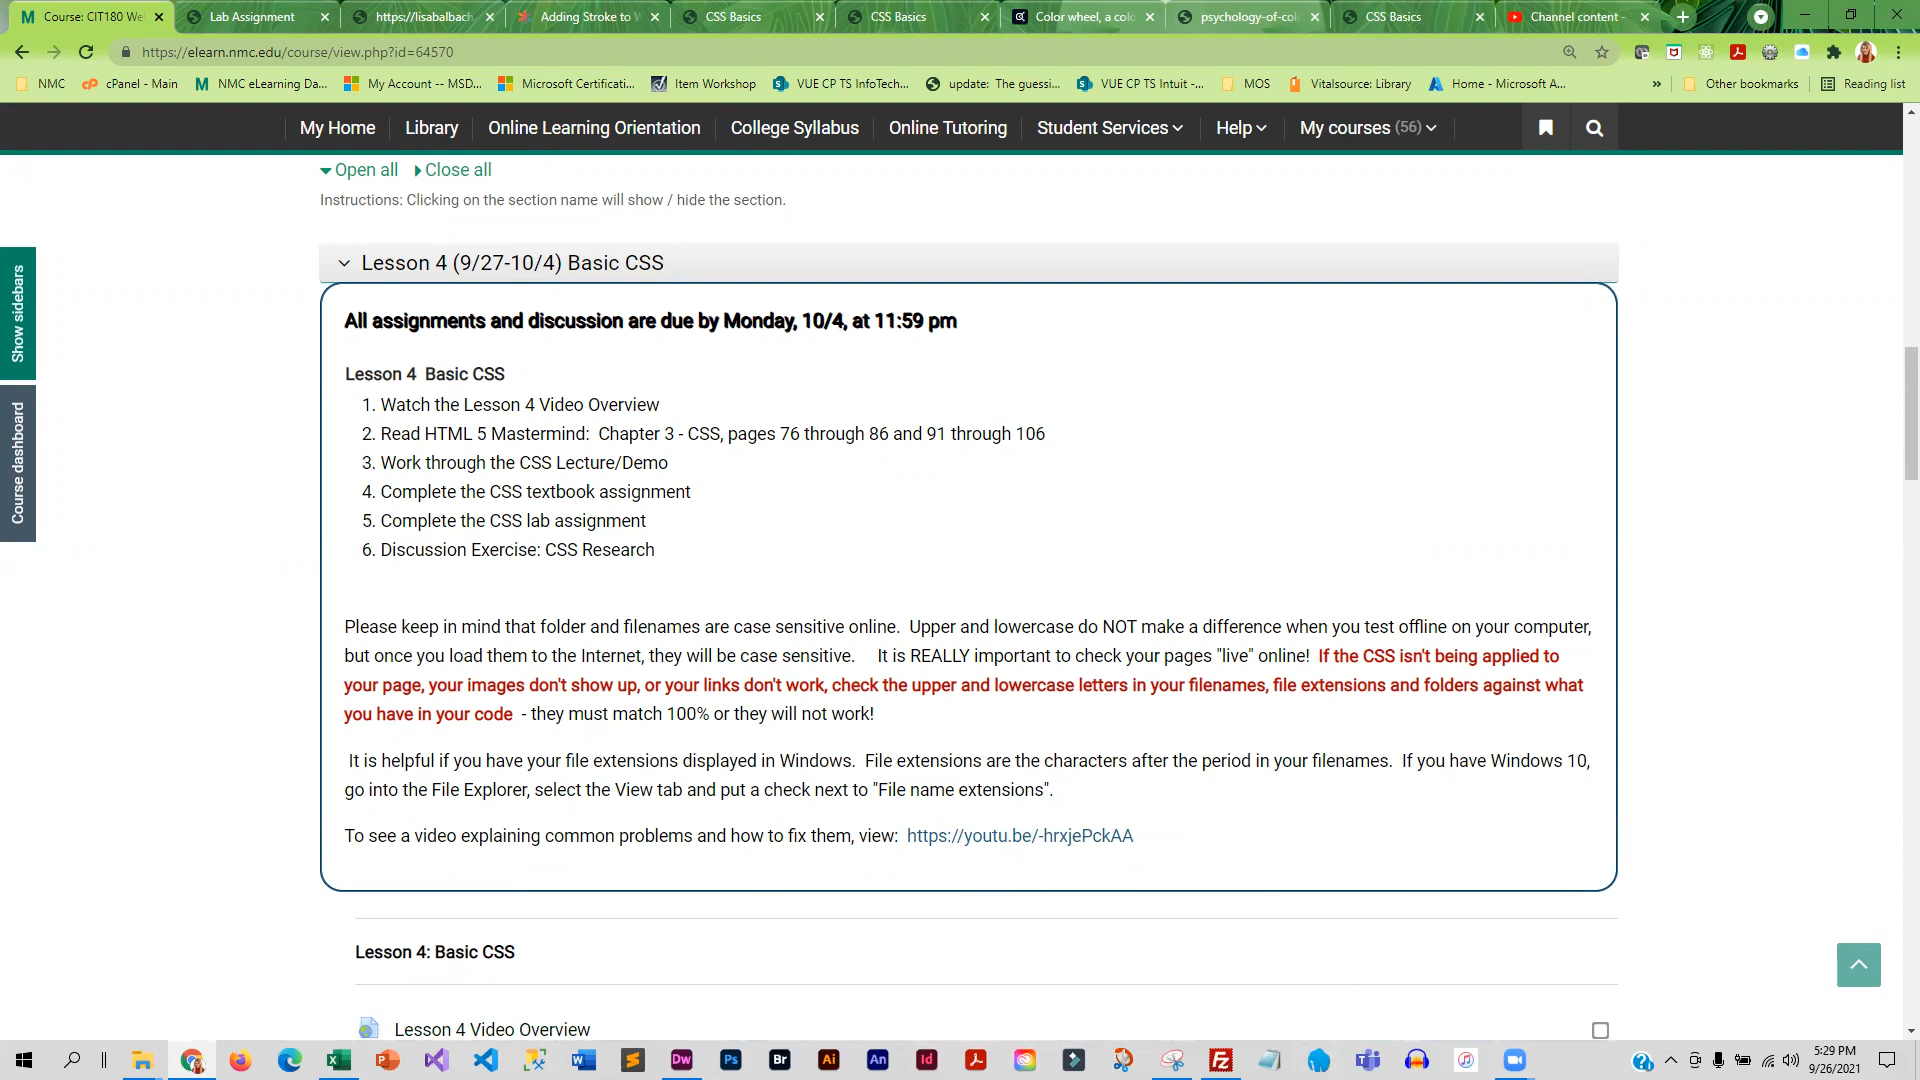 Course: CIT180 We
Lab Assignment
https://lisabalbach
Adding Stroke to
CSS Basics
CSS Basics
Color wheel, a colo
psychology-of-col
CSS Basics
Channel content -
https://elearn.nmc.edu/course/view.php?id=64570
NMC
cPanel - Main
NMC eLearning Da...
My Account -- MSD...
Microsoft Certificati...
Item Workshop
VUE CP TS InfoTech...
update: The guessi...
VUE CP TS Intuit -...
MOS
Vitalsource: Library
Home - Microsoft A...
»
Other bookmarks
Reading list
My Home
Library
Online Learning Orientation
College Syllabus
Online Tutoring
Student Services
Help
My courses (56)
Open all
Close all
Instructions: Clicking on the section name will show / hide the section.
Show sidebars
Course dashboard
Lesson 4 (9/27-10/4) Basic CSS
All assignments and discussion are due by Monday, 10/4, at 11:59 pm
Lesson 4 Basic CSS
1. Watch the Lesson 4 Video Overview
2. Read HTML 5 Mastermind: Chapter 3 - CSS, pages 76 through 86 and 91 through 106
3. Work through the CSS Lecture/Demo
4. Complete the CSS textbook assignment
5. Complete the CSS lab assignment
6. Discussion Exercise: CSS Research
Please keep in mind that folder and filenames are case sensitive online. Upper and lowercase do NOT make a difference when you test offline on your computer,
but once you load them to the Internet, they will be case sensitive. It is REALLY important to check your pages "live" online! If the CSS isn't being applied to
your page, your images don't show up, or your links don't work, check the upper and lowercase letters in your filenames, file extensions and folders against what
you have in your code - they must match 100% or they will not work!
It is helpful if you have your file extensions displayed in Windows. File extensions are the characters after the period in your filenames. If you have Windows 10,
go into the File Explorer, select the View tab and put a check next to "File name extensions".
To see a video explaining common problems and how to fix them, view: https://youtu.be/-hrxjePckAA
Lesson 4: Basic CSS
Lesson 4 Video Overview
Dw
Ps
Br
Ai
An
Id
Fz
5:29 PM
9/26/2021